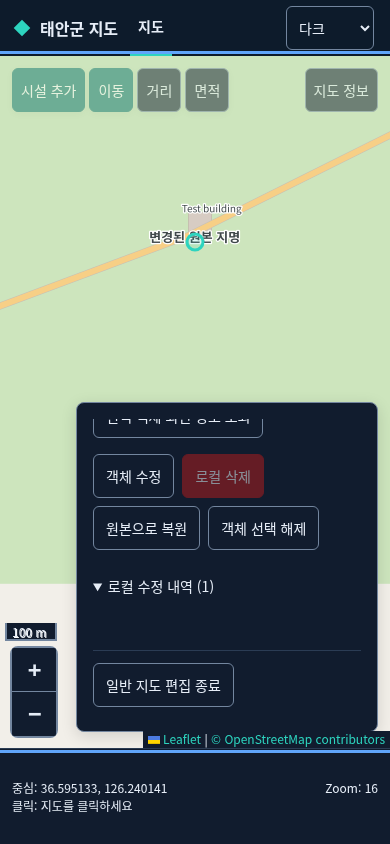 태안군 지도
지도
다크
시설 추가
이동
거리
면적
지도 정보
Test building
변경된 원본 지명
객체 수정
로컬 삭제
원본으로 복원
객체 선택 해제
▼ 로컬 수정 내역 (1)
일반 지도 편집 종료
100 m
+
−
Leaflet | © OpenStreetMap contributors
중심: 36.595133, 126.240141
Zoom: 16
클릭: 지도를 클릭하세요